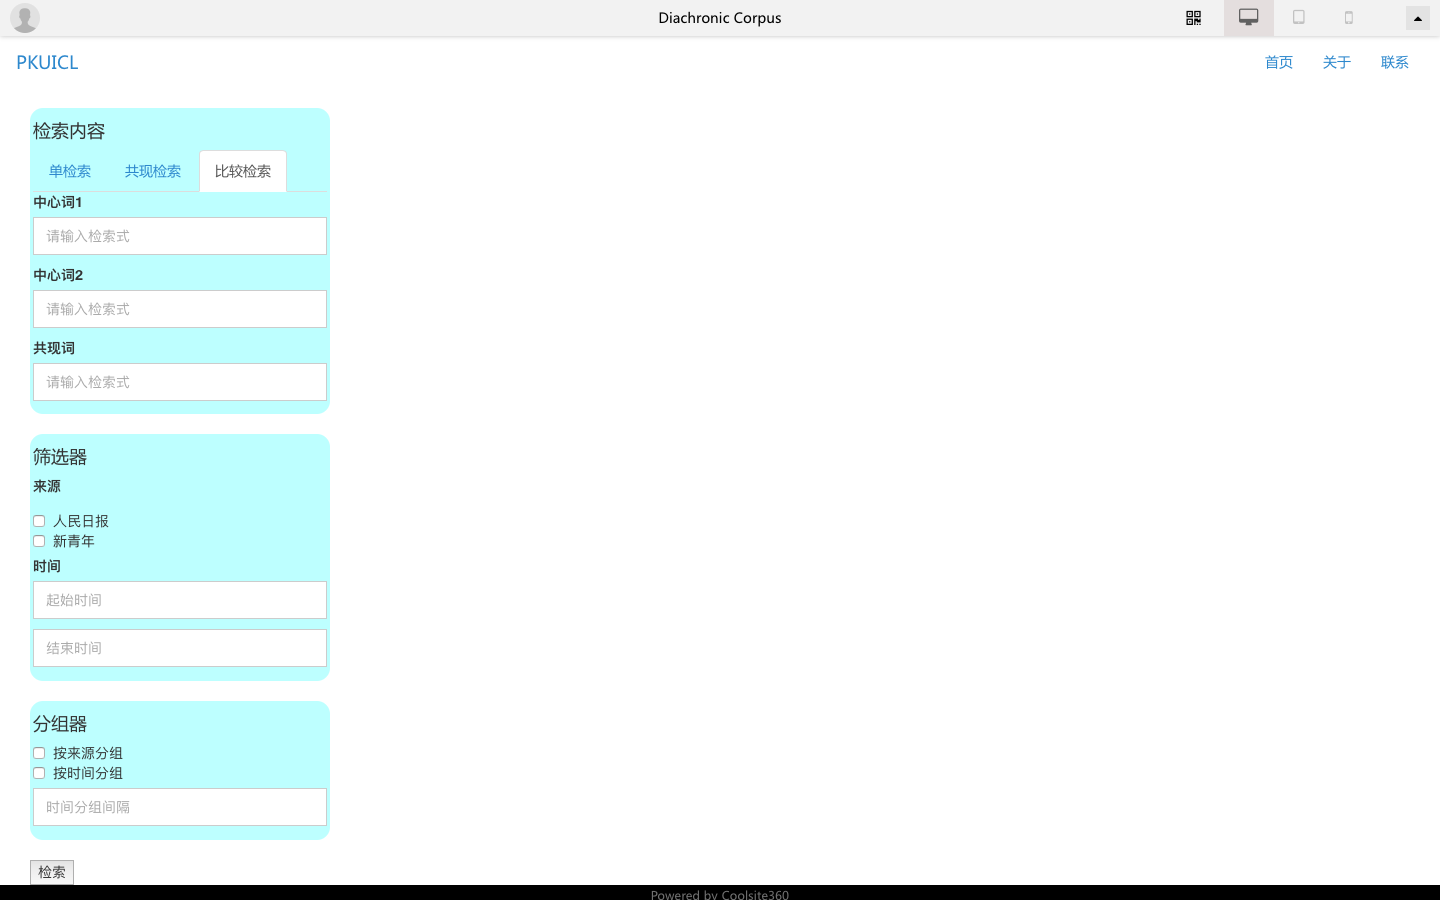 Diachronic Corpus
PKUICL
首页 关于 联系
检索内容
单检索 共现检索 比较检索
中心词1
请输入检索式
中心词2
请输入检索式
共现词
请输入检索式
筛选器
来源
人民日报
新青年
时间
起始时间
结束时间
分组器
按来源分组
按时间分组
时间分组间隔
检索
Powered by Coolsite360